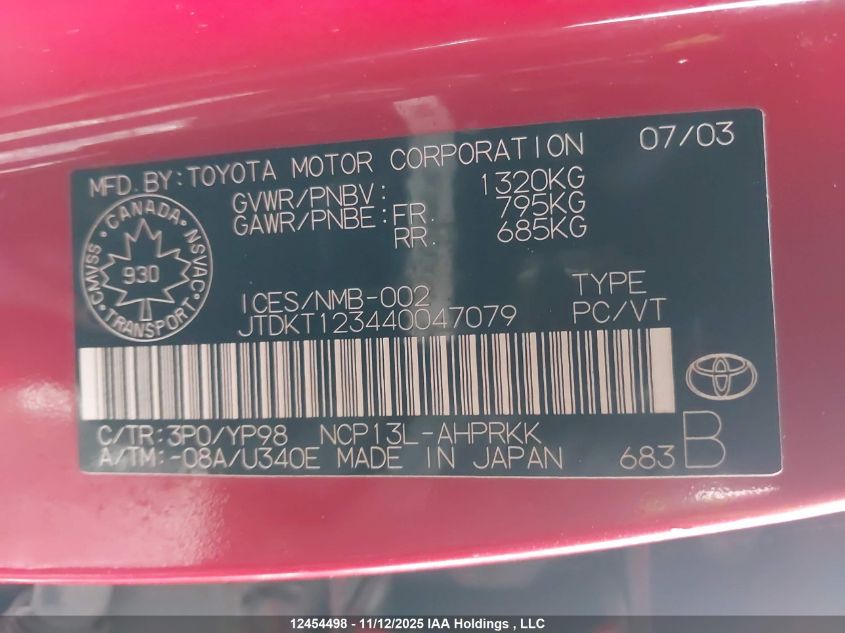 MFD. BY: TOYOTA MOTOR CORPORATION 07/03
GVWR/PNBV: 1320KG
GAWR/PNBE: FR. 795KG
RR. 685KG
CMVSS · CANADA · NSVAC · TRANSPORT ·
930
ICES/NMB-002 TYPE
JTDKT123440047079 PC/VT
C/TR: 3P0/YP98 NCP13L-AHPRKK
A/TM: -08A/U340E MADE IN JAPAN 683 B
12454498 - 11/12/2025 IAA Holdings , LLC